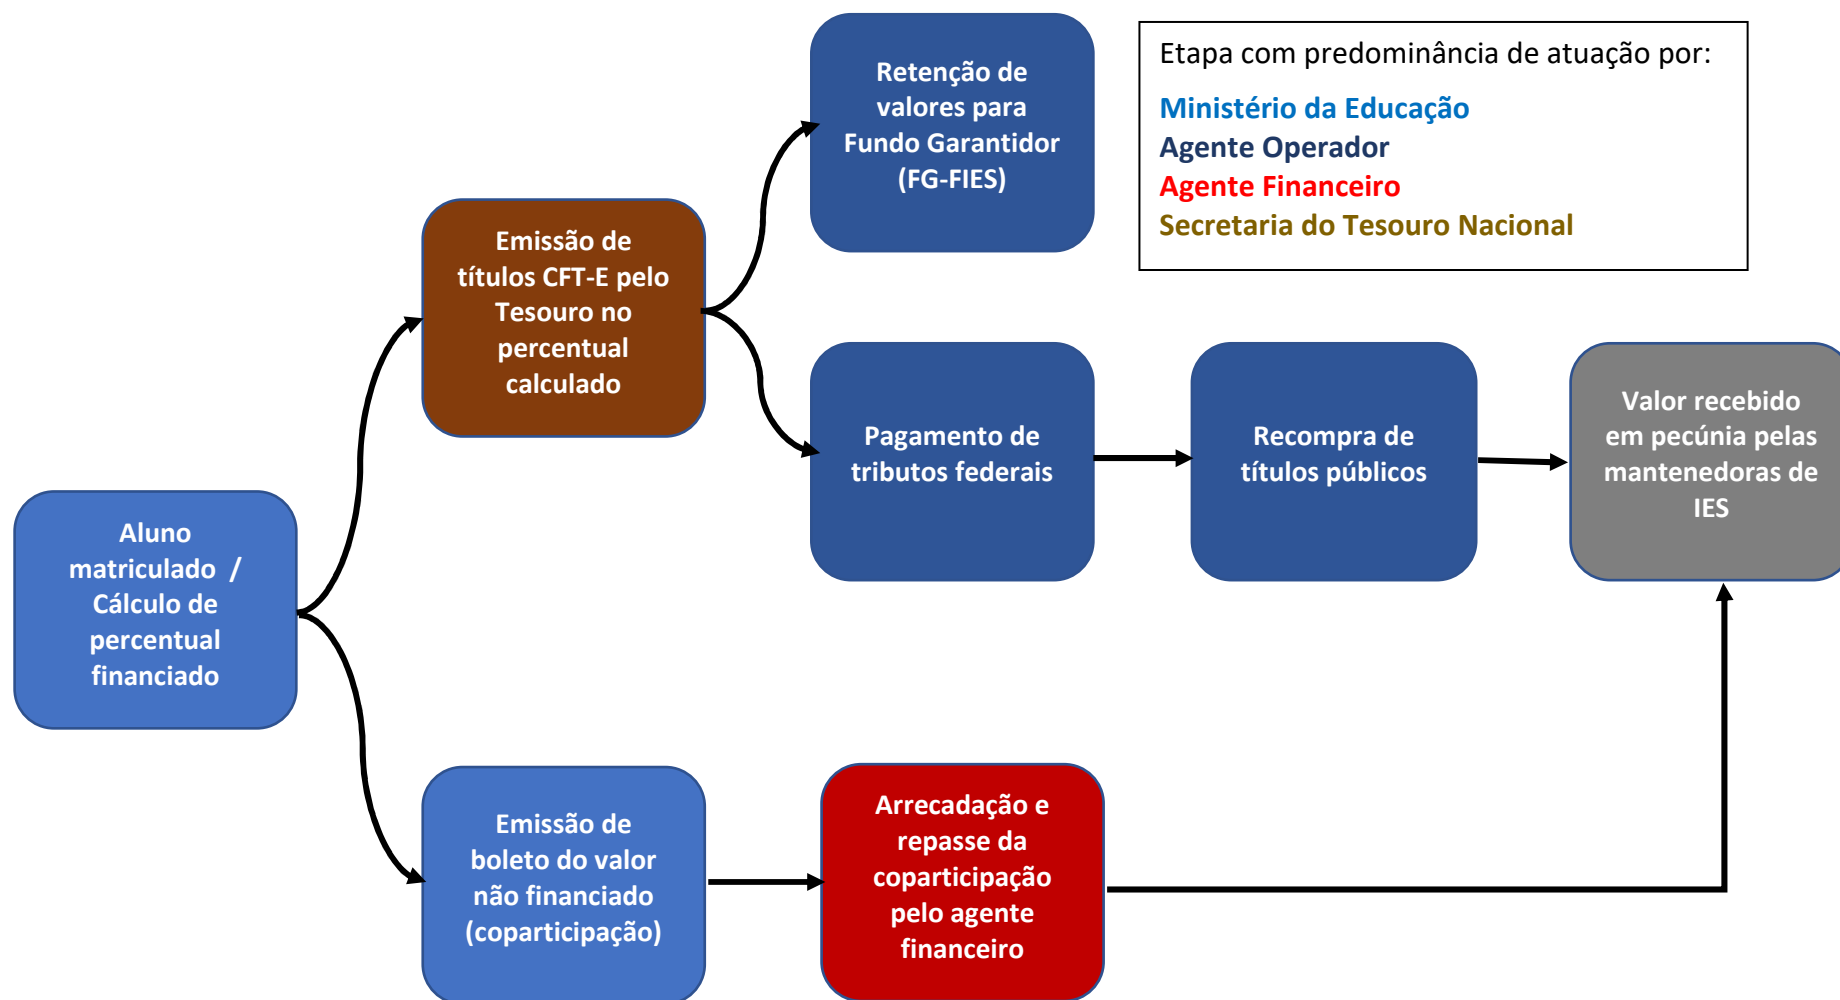 Retenção de
valores para
Fundo Garantidor
(FG-FIES)
Etapa com predominância de atuação por:
Ministério da Educação
Agente Operador
Agente Financeiro
Secretaria do Tesouro Nacional
Emissão de
títulos CFT-E pelo
Tesouro no
percentual
calculado
Pagamento de
tributos federais
Recompra de
títulos públicos
Valor recebido
em pecúnia pelas
mantenedoras de
IES
Aluno
matriculado /
Cálculo de
percentual
financiado
Emissão de
boleto do valor
não financiado
(coparticipação)
Arrecadação e
repasse da
coparticipação
pelo agente
financeiro